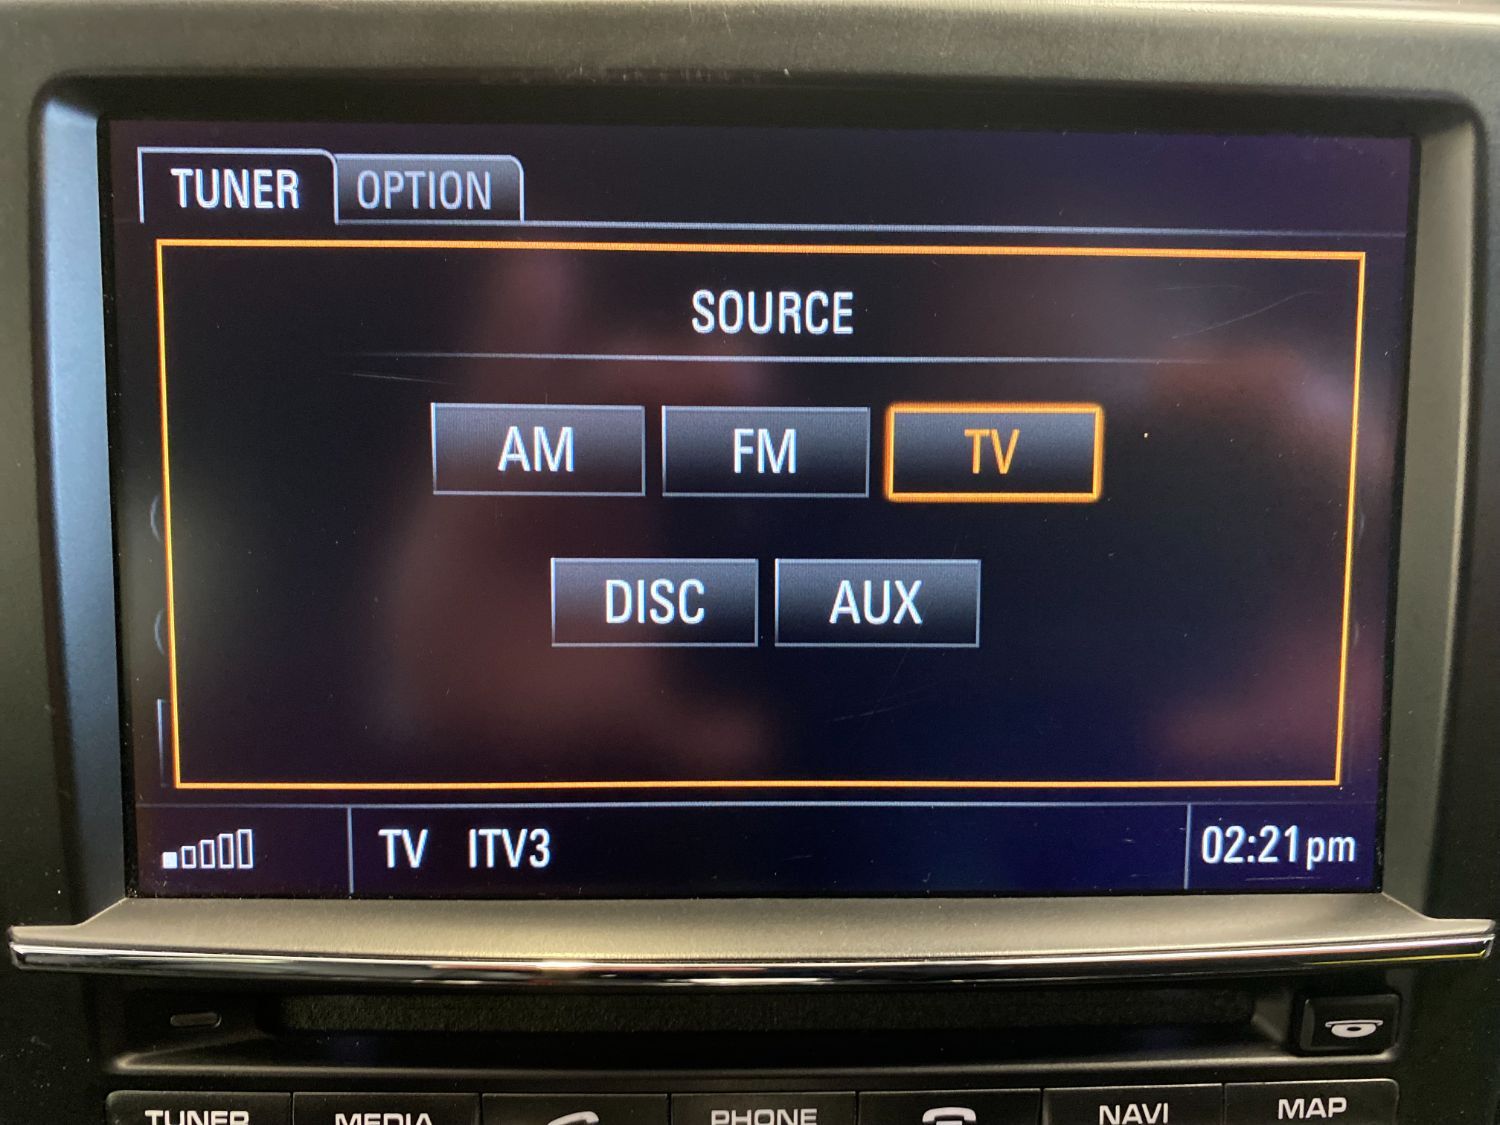 TUNER OPTION
SOURCE
AM FM TV
DISC AUX
TV ITV3 02:21pm
TUNER MEDIA PHONE NAVI MAP